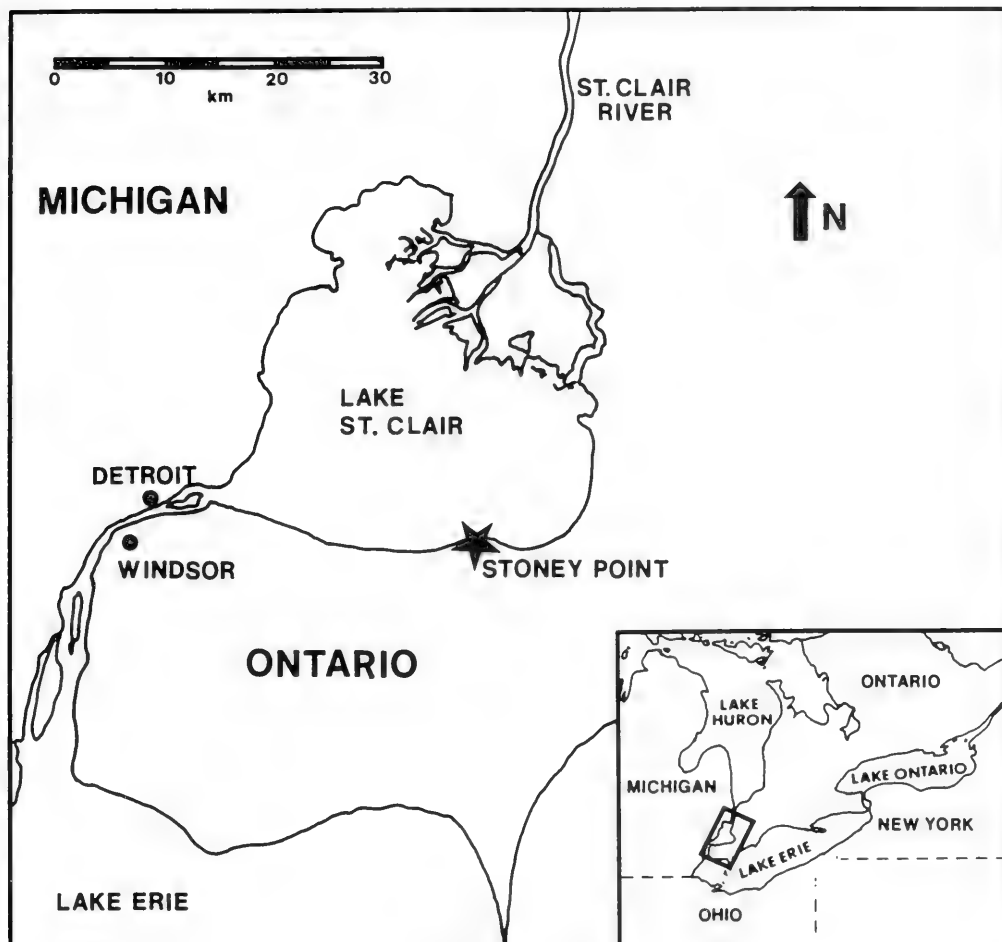 0 10 20 30
km
ST. CLAIR
RIVER
MICHIGAN
N
LAKE
ST. CLAIR
DETROIT
WINDSOR
STONEY POINT
ONTARIO
LAKE ERIE
ONTARIO
LAKE
HURON
LAKE ONTARIO
MICHIGAN
NEW YORK
LAKE ERIE
OHIO